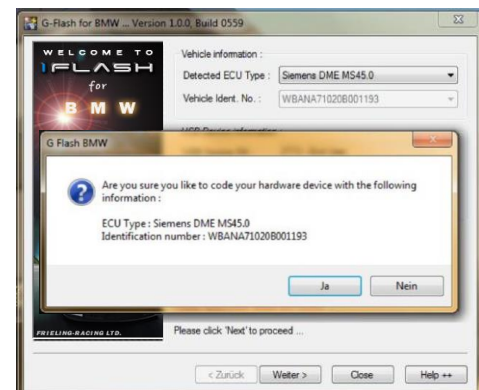 G-Flash for BMW ... Version 1.0.0, Build 0559
WELCOME TO
iFLASH
for
BMW
Vehicle information :
Detected ECU Type : Siemens DME MS45.0
Vehicle Ident. No. : WBANA71020B001193
G Flash BMW
Are you sure you like to code your hardware device with the following
information :
ECU Type : Siemens DME MS45.0
Identification number : WBANA71020B001193
Ja Nein
FRIELING-RACING LTD.
Please click 'Next' to proceed ...
< Zurück Weiter > Close Help ++